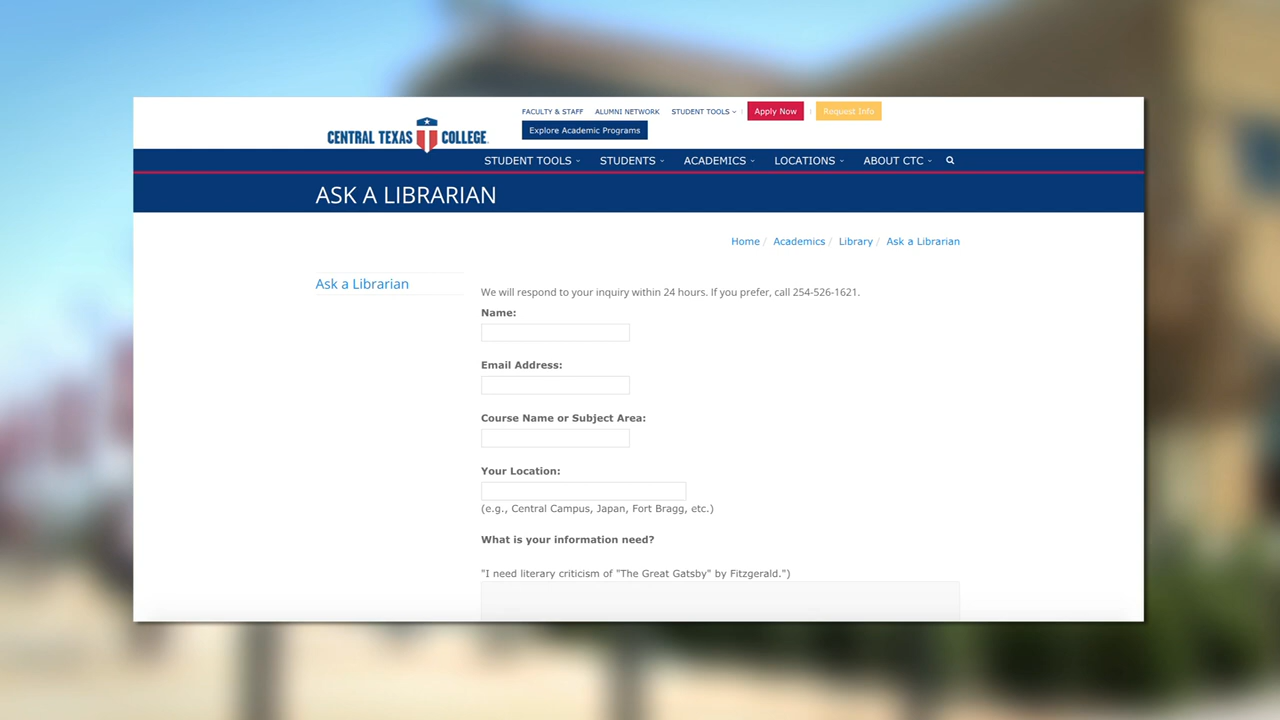 FACULTY & STAFF ALUMNI NETWORK STUDENT TOOLS Apply Now Request Info
Explore Academic Programs
CENTRAL TEXAS COLLEGE
STUDENT TOOLS STUDENTS ACADEMICS LOCATIONS ABOUT CTC
ASK A LIBRARIAN
Home / Academics / Library / Ask a Librarian
Ask a Librarian
We will respond to your inquiry within 24 hours. If you prefer, call 254-526-1621.
Name:
Email Address:
Course Name or Subject Area:
Your Location:
(e.g., Central Campus, Japan, Fort Bragg, etc.)
What is your information need?
"I need literary criticism of "The Great Gatsby" by Fitzgerald.")